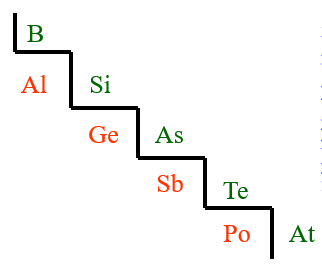 B
Al Si
Ge As
Sb Te
Po At